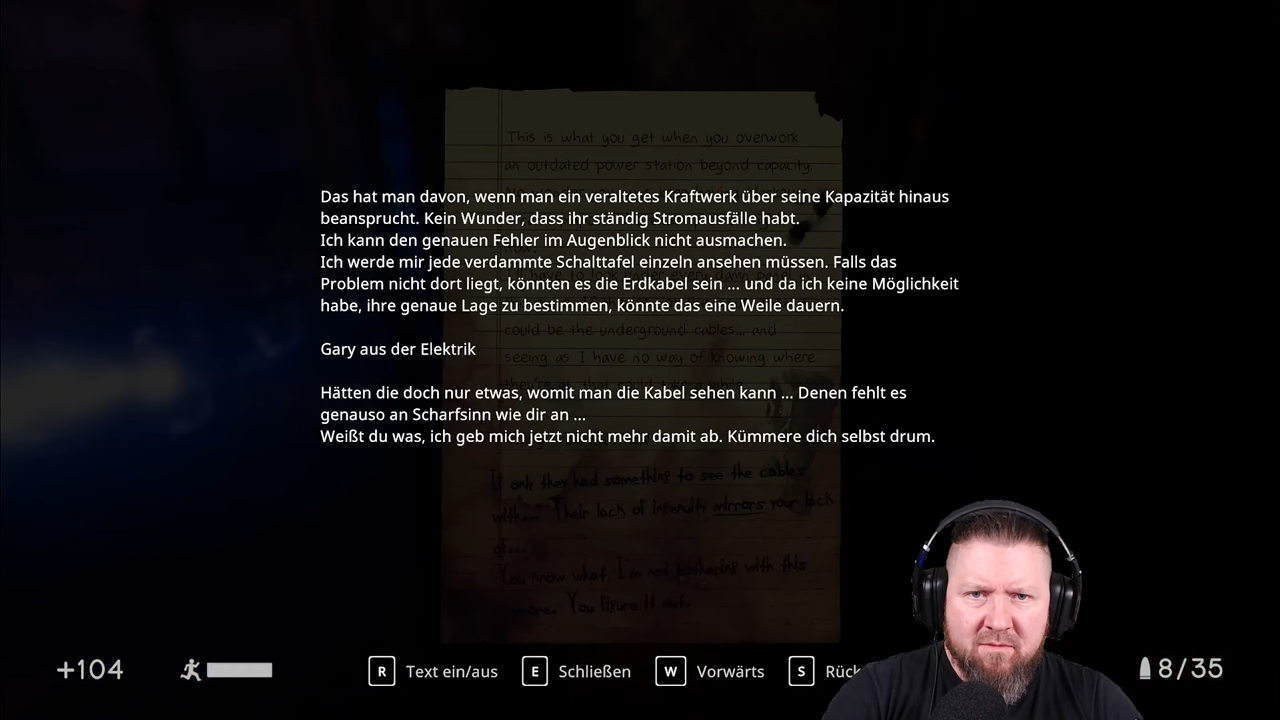 This is what you get when you overwork
an outdated power station beyond capacity.
Das hat man davon, wenn man ein veraltetes Kraftwerk über seine Kapazität hinaus
beansprucht. Kein Wunder, dass ihr ständig Stromausfälle habt.
Ich kann den genauen Fehler im Augenblick nicht ausmachen.
Ich werde mir jede verdammte Schalttafel einzeln ansehen müssen. Falls das
Problem nicht dort liegt, könnten es die Erdkabel sein ... und da ich keine Möglichkeit
habe, ihre genaue Lage zu bestimmen, könnte das eine Weile dauern.
could be the underground cables... and
Gary aus der Elektrik
seeing as I have no way of knowing where
Hätten die doch nur etwas, womit man die Kabel sehen kann ... Denen fehlt es
genauso an Scharfsinn wie dir an ...
Weißt du was, ich geb mich jetzt nicht mehr damit ab. Kümmere dich selbst drum.
If only they had something to see the cables
with... Their lack of ingenuity mirrors your lack
of...
You know what I'm not bothering with this
more. You figure it out.
+104
R Text ein/aus
E Schließen
W Vorwärts
S Rück
8/35